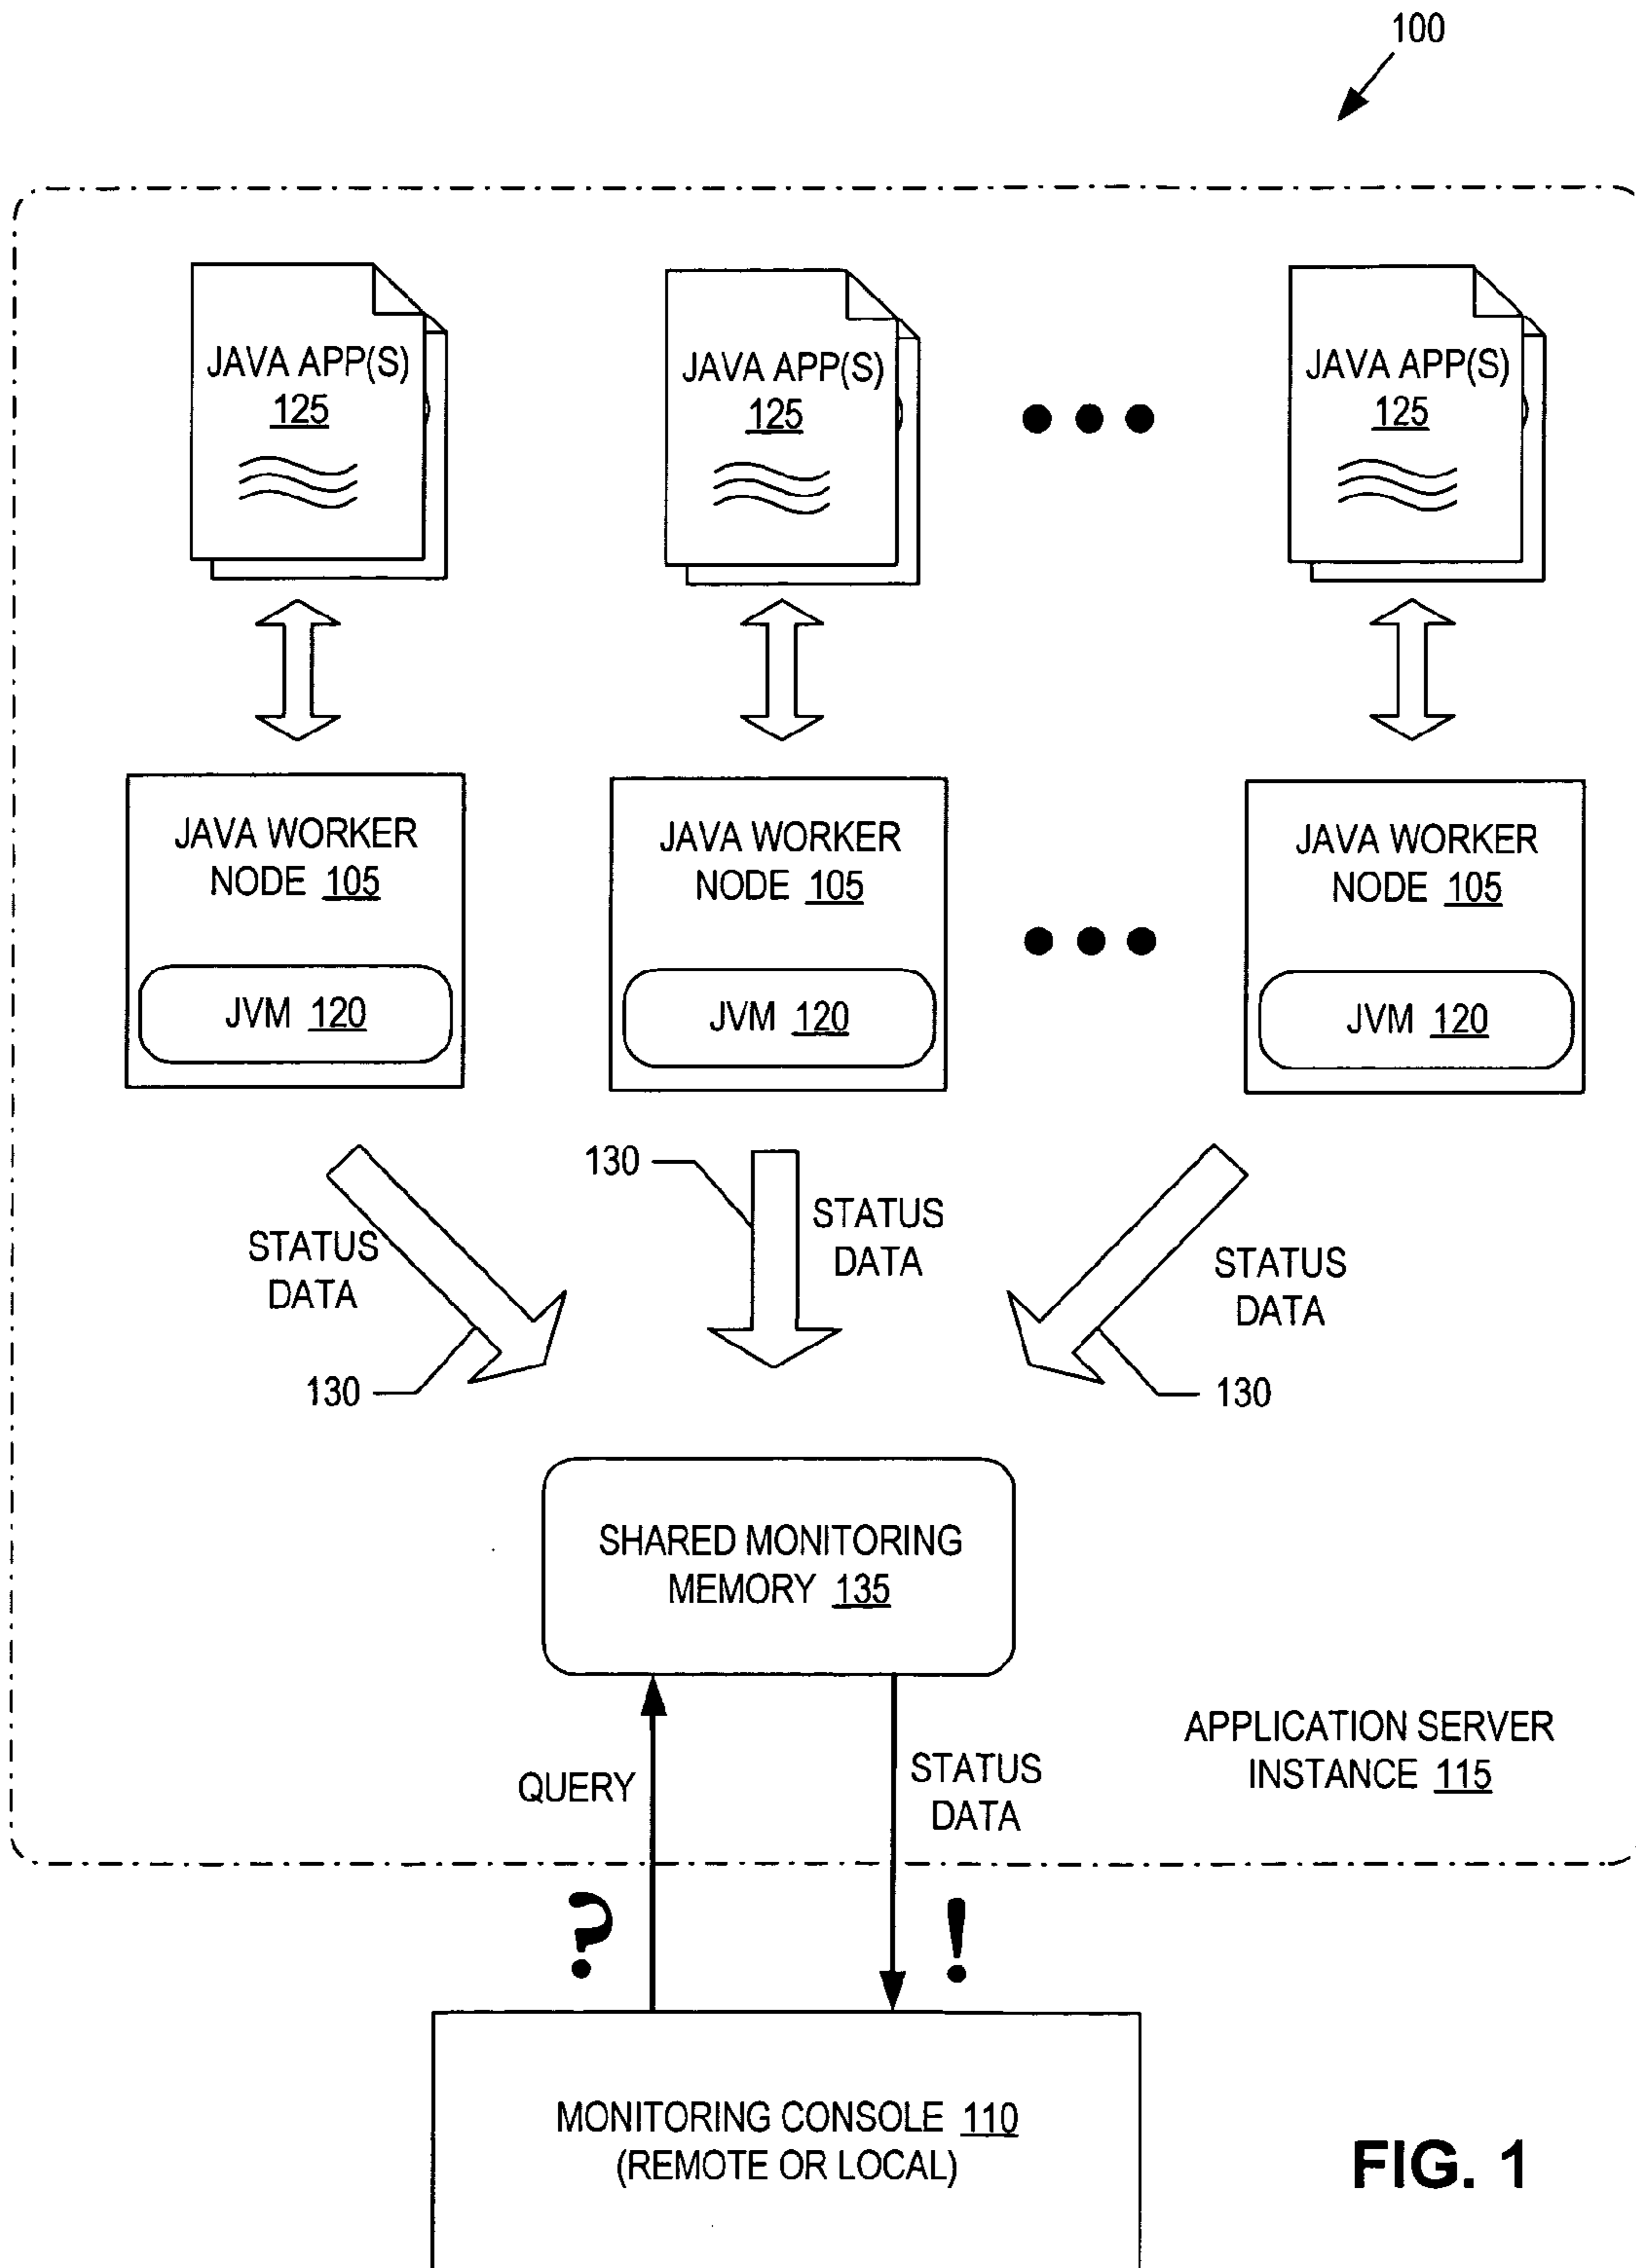 100
JAVA APP(S)
125
JAVA APP(S)
125
JAVA APP(S)
125
JAVA WORKER
NODE 105
JVM 120
JAVA WORKER
NODE 105
JVM 120
JAVA WORKER
NODE 105
JVM 120
130
STATUS
DATA
STATUS
DATA
STATUS
DATA
130
130
SHARED MONITORING
MEMORY 135
QUERY
STATUS
DATA
APPLICATION SERVER
INSTANCE 115
?
!
MONITORING CONSOLE 110
(REMOTE OR LOCAL)
FIG. 1